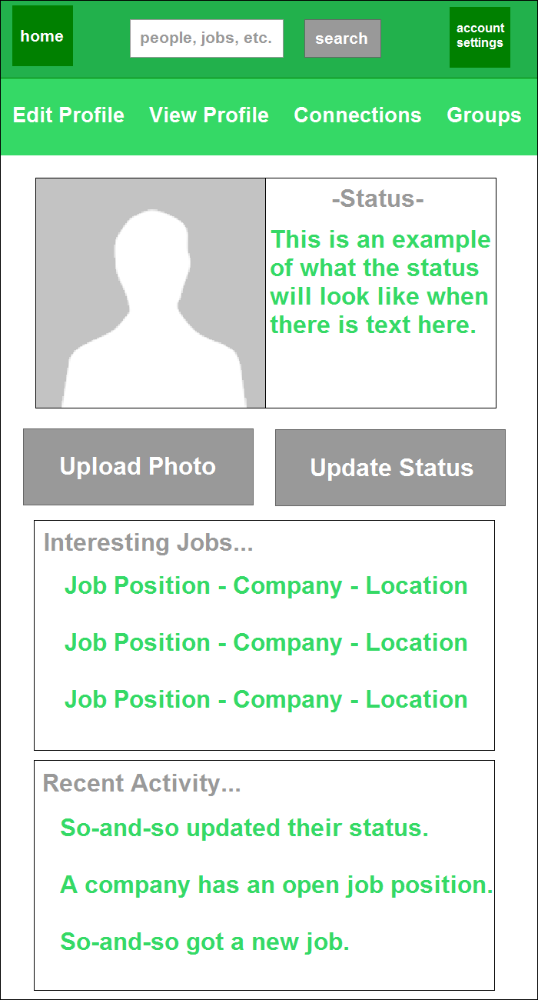 home
people, jobs, etc.
search
account
settings
Edit Profile
View Profile
Connections
Groups
-Status-
This is an example
of what the status
will look like when
there is text here.
Upload Photo
Update Status
Interesting Jobs...
Job Position - Company - Location
Job Position - Company - Location
Job Position - Company - Location
Recent Activity...
So-and-so updated their status.
A company has an open job position.
So-and-so got a new job.